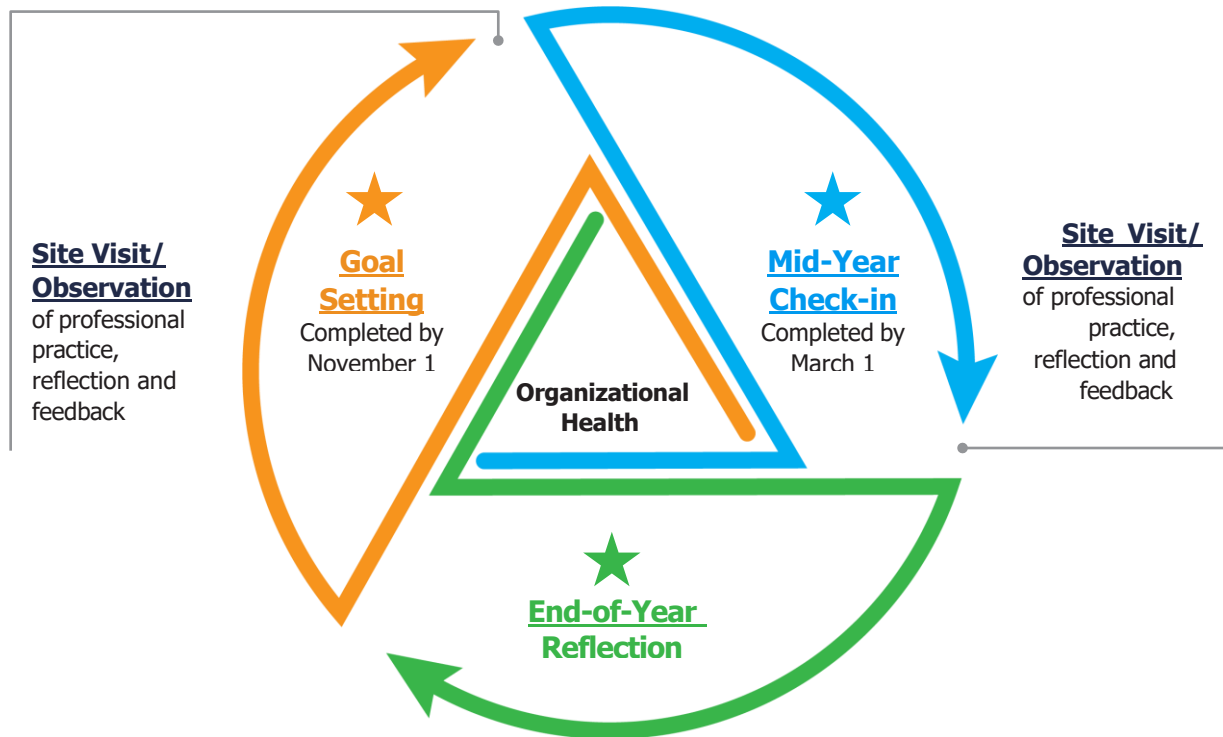 Site Visit/
Observation
of professional
practice,
reflection and
feedback
Goal
Setting
Completed by
November 1
Mid-Year
Check-in
Completed by
March 1
Site Visit/
Observation
of professional
practice,
reflection and
feedback
Organizational
Health
End-of-Year
Reflection